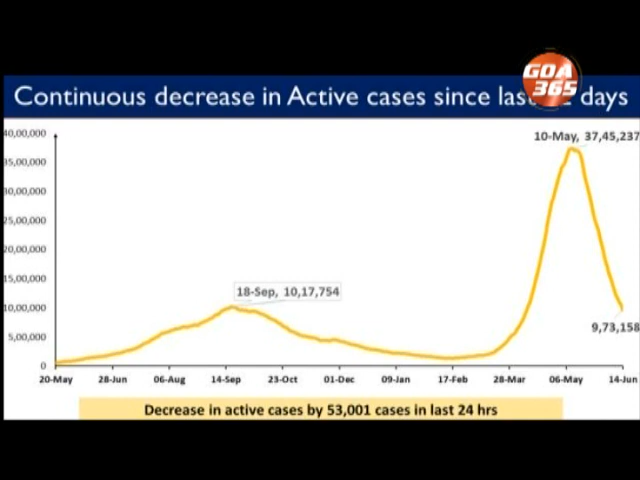 GOA
365
Continuous decrease in Active cases since last days
40,00,000
10-May, 37,45,237
35,00,000
30,00,000
25,00,000
20,00,000
18-Sep, 10,17,754
15,00,000
10,00,000
9,73,158
5,00,000
0
20-May 28-Jun 06-Aug 14-Sep 23-Oct 01-Dec 09-Jan 17-Feb 28-Mar 06-May 14-Jun
Decrease in active cases by 53,001 cases in last 24 hrs